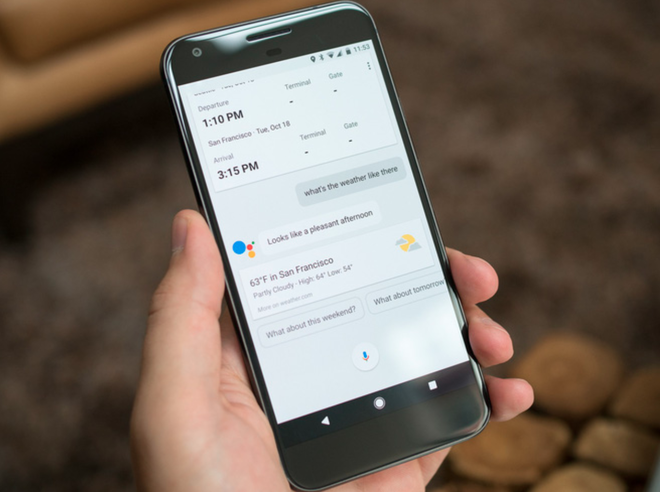 11:53
Departure
Terminal
Gate
1:10 PM
-
-
San Francisco · Tue, Oct 18
Arrival
Terminal
Gate
3:15 PM
-
-
what's the weather like there
Looks like a pleasant afternoon
63°F in San Francisco
Partly Cloudy · High: 64° Low: 54°
More on weather.com
What about this weekend?
What about tomorrow